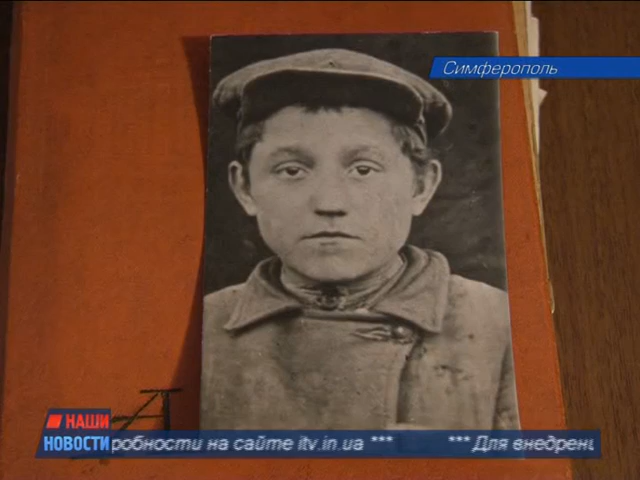 Симферополь
НАШИ
НОВОСТИ
робности на сайте itv.in.ua *** *** Для внедрени